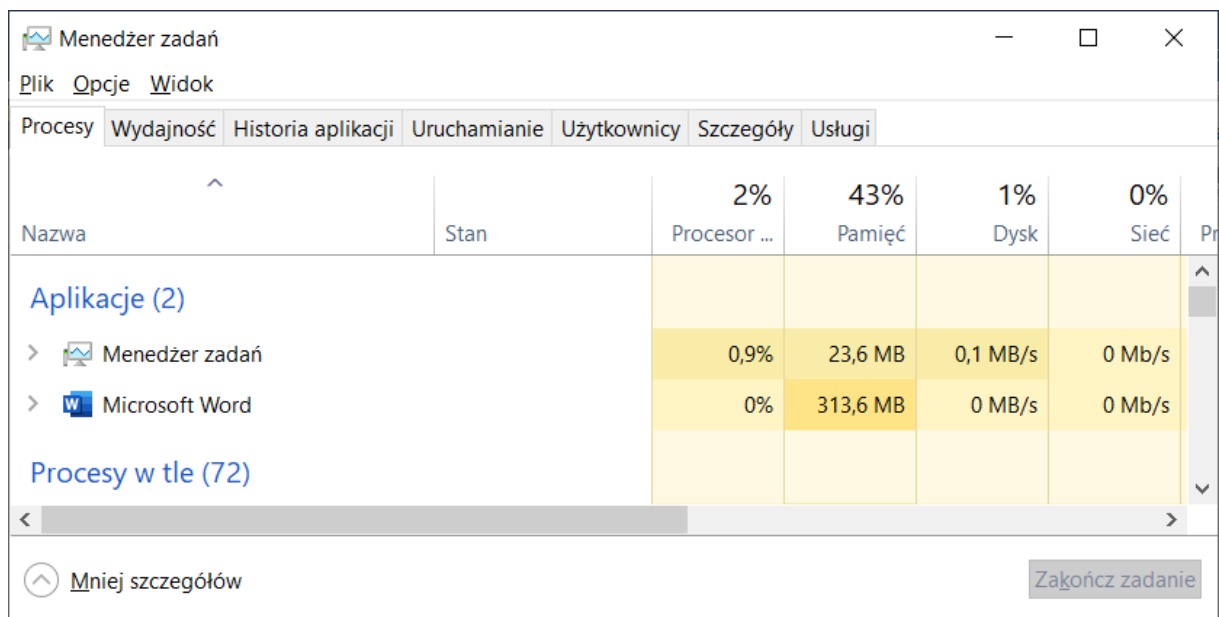 Menedżer zadań
Plik Opcje Widok
Procesy Wydajność Historia aplikacji Uruchamianie Użytkownicy Szczegóły Usługi
2% 43% 1% 0%
Nazwa Stan Procesor ... Pamięć Dysk Sieć Pr
Aplikacje (2)
Menedżer zadań 0,9% 23,6 MB 0,1 MB/s 0 Mb/s
Microsoft Word 0% 313,6 MB 0 MB/s 0 Mb/s
Procesy w tle (72)
Mniej szczegółów Zakończ zadanie